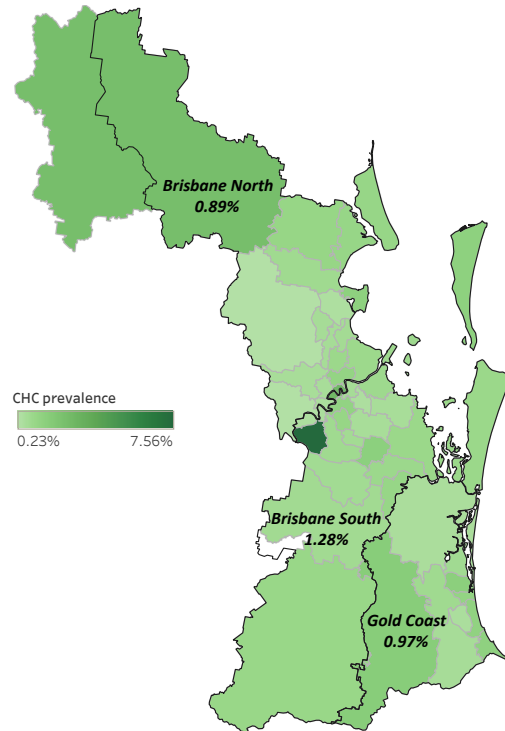 Brisbane North
0.89%
CHC prevalence
0.23% 7.56%
Brisbane South
1.28%
Gold Coast
0.97%